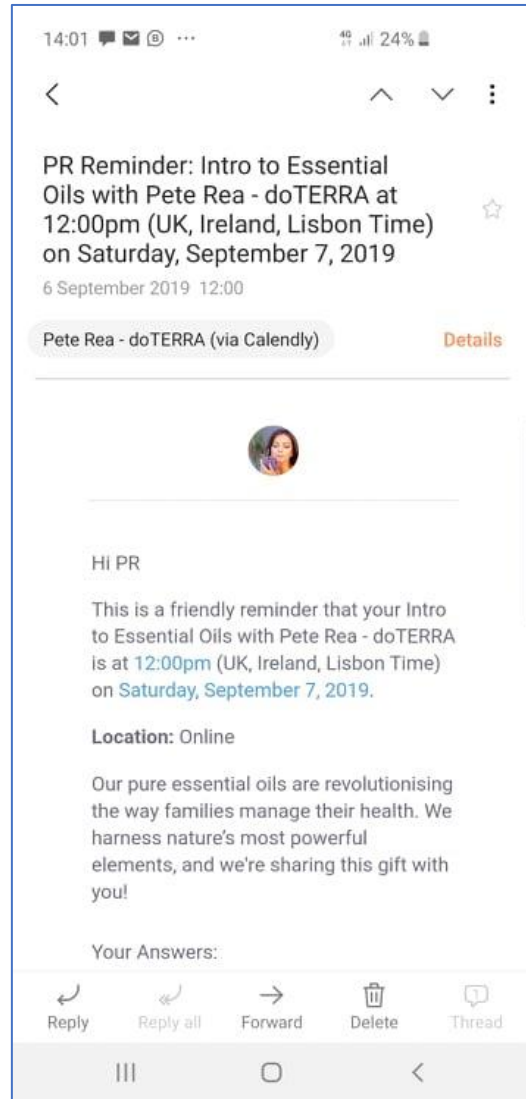 14:01 B ... 4G 24%
PR Reminder: Intro to Essential
Oils with Pete Rea - doTERRA at
12:00pm (UK, Ireland, Lisbon Time)
on Saturday, September 7, 2019
6 September 2019 12:00
Pete Rea - doTERRA (via Calendly) Details
Hi PR
This is a friendly reminder that your Intro
to Essential Oils with Pete Rea - doTERRA
is at 12:00pm (UK, Ireland, Lisbon Time)
on Saturday, September 7, 2019.
Location: Online
Our pure essential oils are revolutionising
the way families manage their health. We
harness nature's most powerful
elements, and we're sharing this gift with
you!
Your Answers:
Reply Reply all Forward Delete Thread